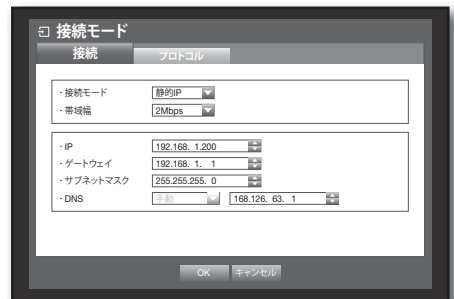 接続モード
接続 プロトコル
・接続モード 静的IP
・帯域幅 2Mbps
・IP 192.168. 1.200
・ゲートウェイ 192.168. 1. 1
・サブネットマスク 255.255.255. 0
・DNS 手動 168.126. 63. 1
OK キャンセル